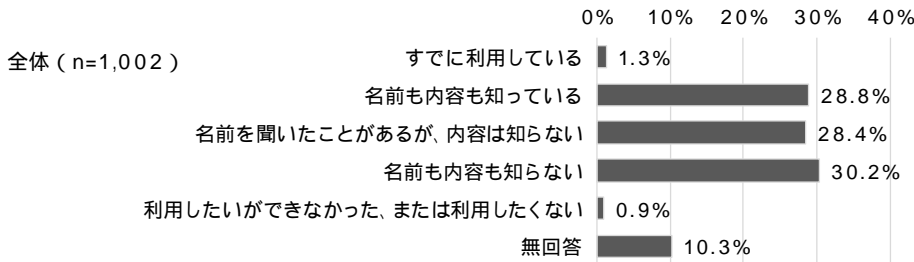 0% 10% 20% 30% 40%
全体（n=1,002）
すでに利用している 1.3%
名前も内容も知っている 28.8%
名前を聞いたことがあるが、内容は知らない 28.4%
名前も内容も知らない 30.2%
利用したいができなかった、または利用したくない 0.9%
無回答 10.3%